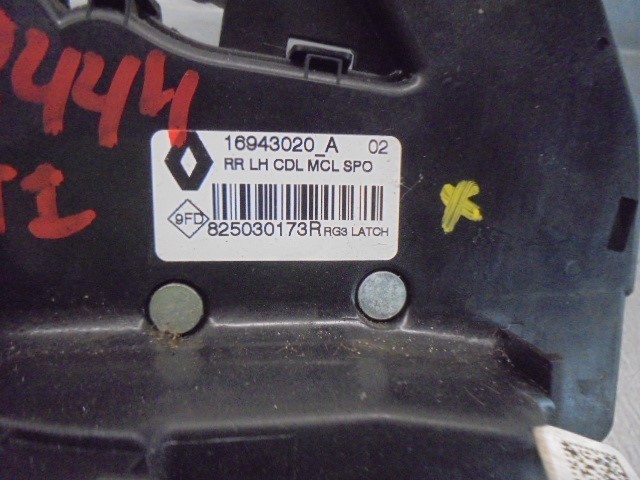 16943020_A 02
RR LH CDL MCL SPO
9FD
825030173R RG3 LATCH